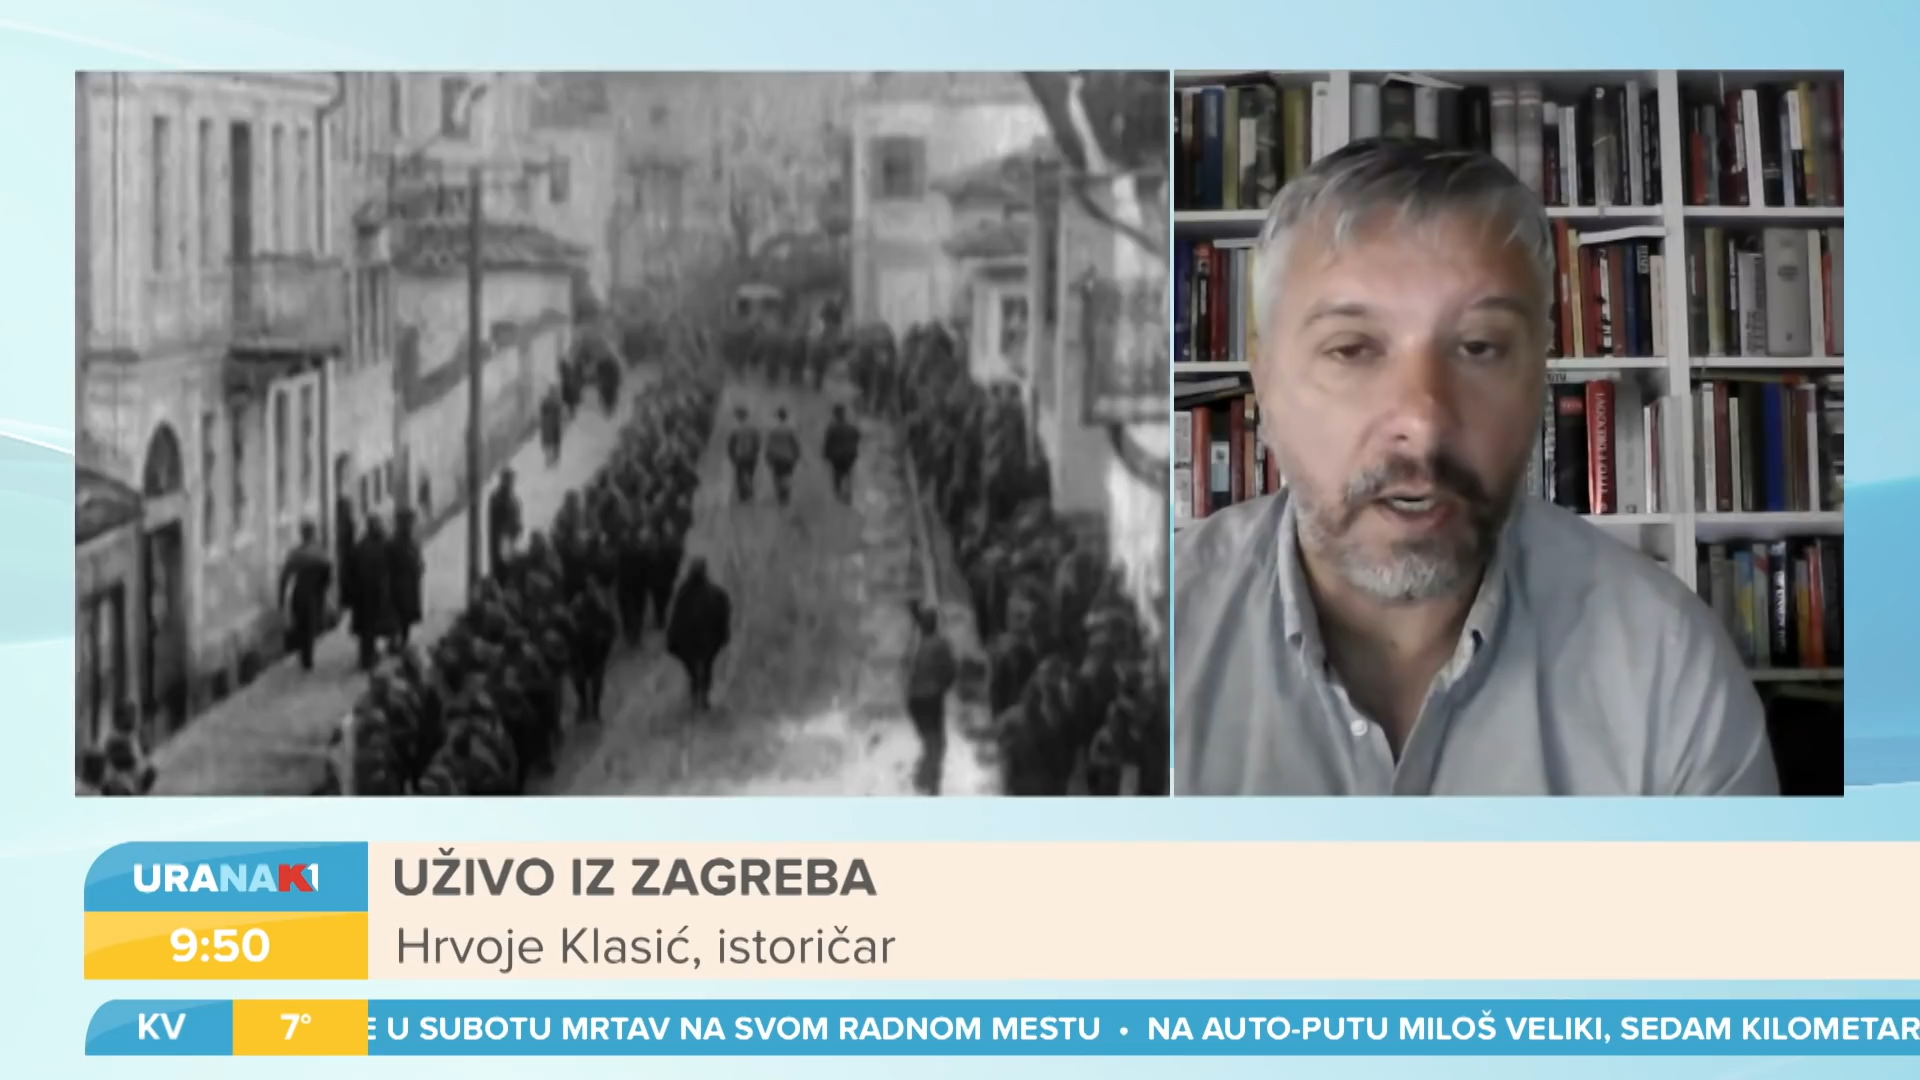 URANAK1
UŽIVO IZ ZAGREBA
9:50
Hrvoje Klasić, istoričar
KV
7°
E U SUBOTU MRTAV NA SVOM RADNOM MESTU • NA AUTO-PUTU MILOŠ VELIKI, SEDAM KILOMETAR